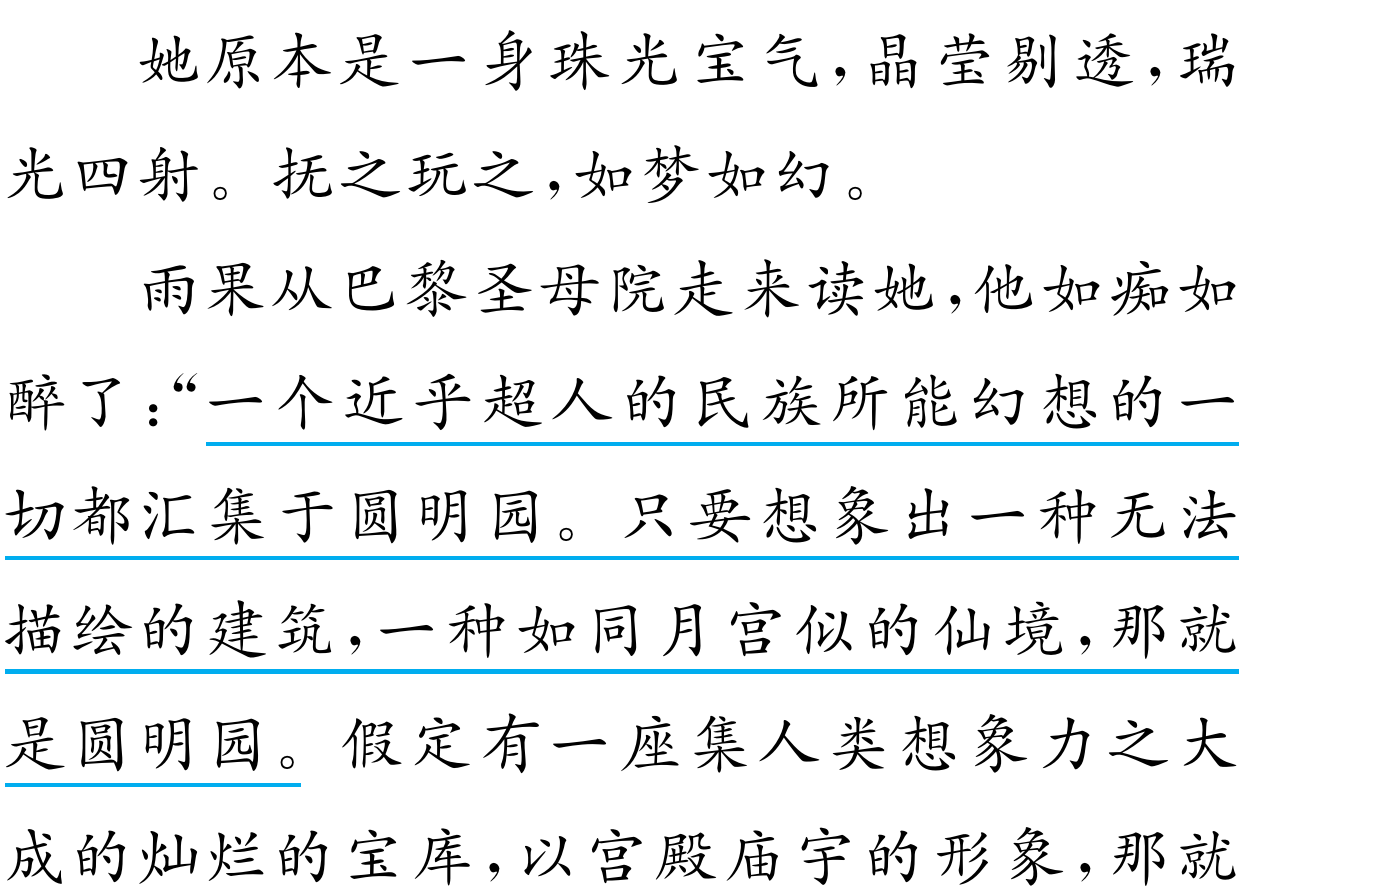 她原本是一身珠光宝气，晶莹剔透，瑞
光四射。抚之玩之，如梦如幻。
雨果从巴黎圣母院走来读她，他如痴如
醉了：“一个近乎超人的民族所能幻想的一
切都汇集于圆明园。只要想象出一种无法
描绘的建筑，一种如同月宫似的仙境，那就
是圆明园。假定有一座集人类想象力之大
成的灿烂的宝库，以宫殿庙宇的形象，那就